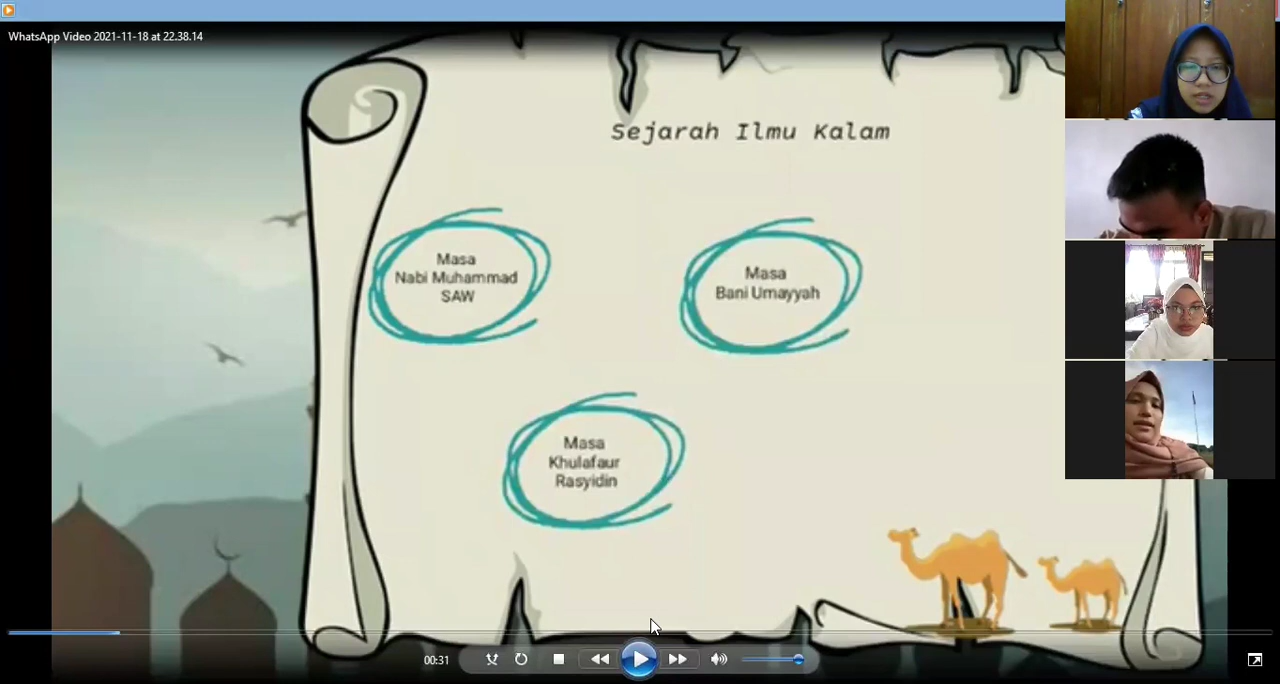 WhatsApp Video 2021-11-18 at 22.38.14
Sejarah Ilmu Kalam
Masa
Nabi Muhammad
SAW
Masa
Bani Umayyah
Masa
Khulafaur
Rasyidin
00:31